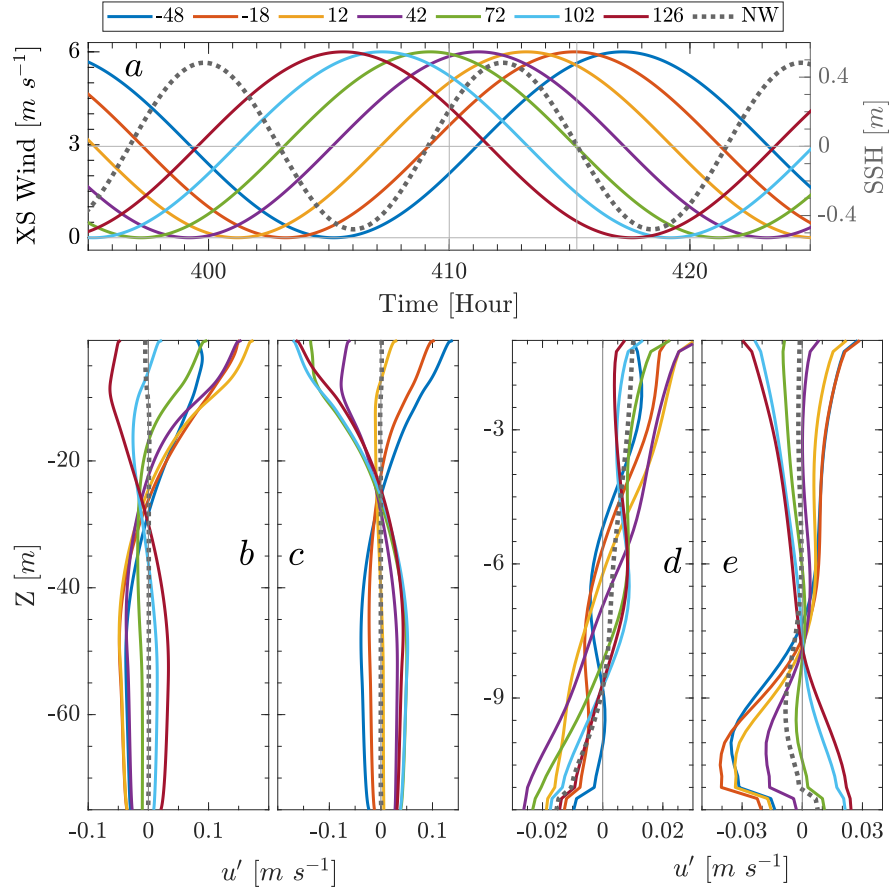 -48 -18 12 42 72 102 126 NW
a
XS Wind [m s⁻¹]
6
3
0
0.4
0
-0.4
SSH [m]
400 410 420
Time [Hour]
b
c
d
e
Z [m]
-20
-40
-60
-3
-6
-9
-0.1 0 0.1
-0.1 0 0.1
-0.02 0 0.02
-0.03 0 0.03
u′ [m s⁻¹]
u′ [m s⁻¹]